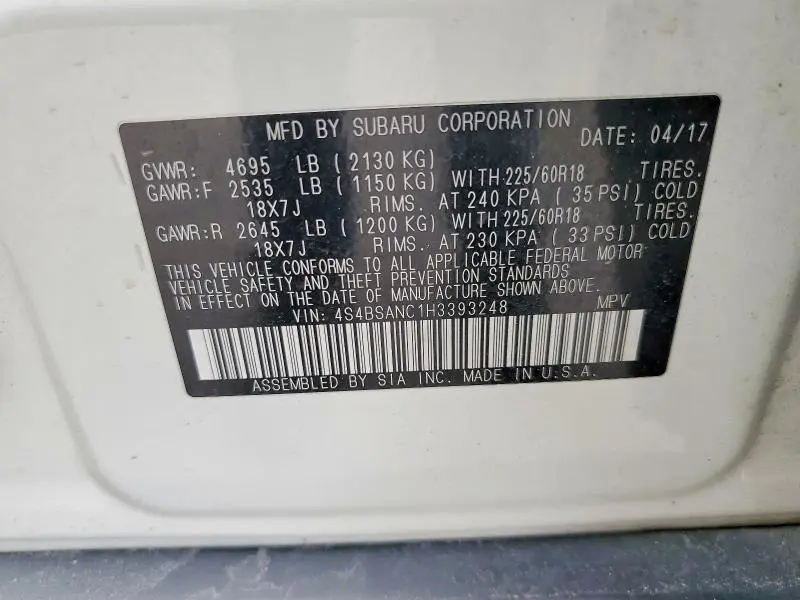 MFD BY SUBARU CORPORATION DATE: 04/17
GVWR: 4695 LB (2130 KG)
GAWR:F 2535 LB (1150 KG) WITH 225/60R18 TIRES.
18X7J RIMS. AT 240 KPA (35 PSI) COLD
GAWR:R 2645 LB (1200 KG) WITH 225/60R18 TIRES.
18X7J RIMS. AT 230 KPA (33 PSI) COLD
THIS VEHICLE CONFORMS TO ALL APPLICABLE FEDERAL MOTOR
VEHICLE SAFETY AND THEFT PREVENTION STANDARDS
IN EFFECT ON THE DATE OF MANUFACTURE SHOWN ABOVE.
VIN: 4S4BSANC1H3393248 MPV
ASSEMBLED BY SIA INC. MADE IN U.S.A.